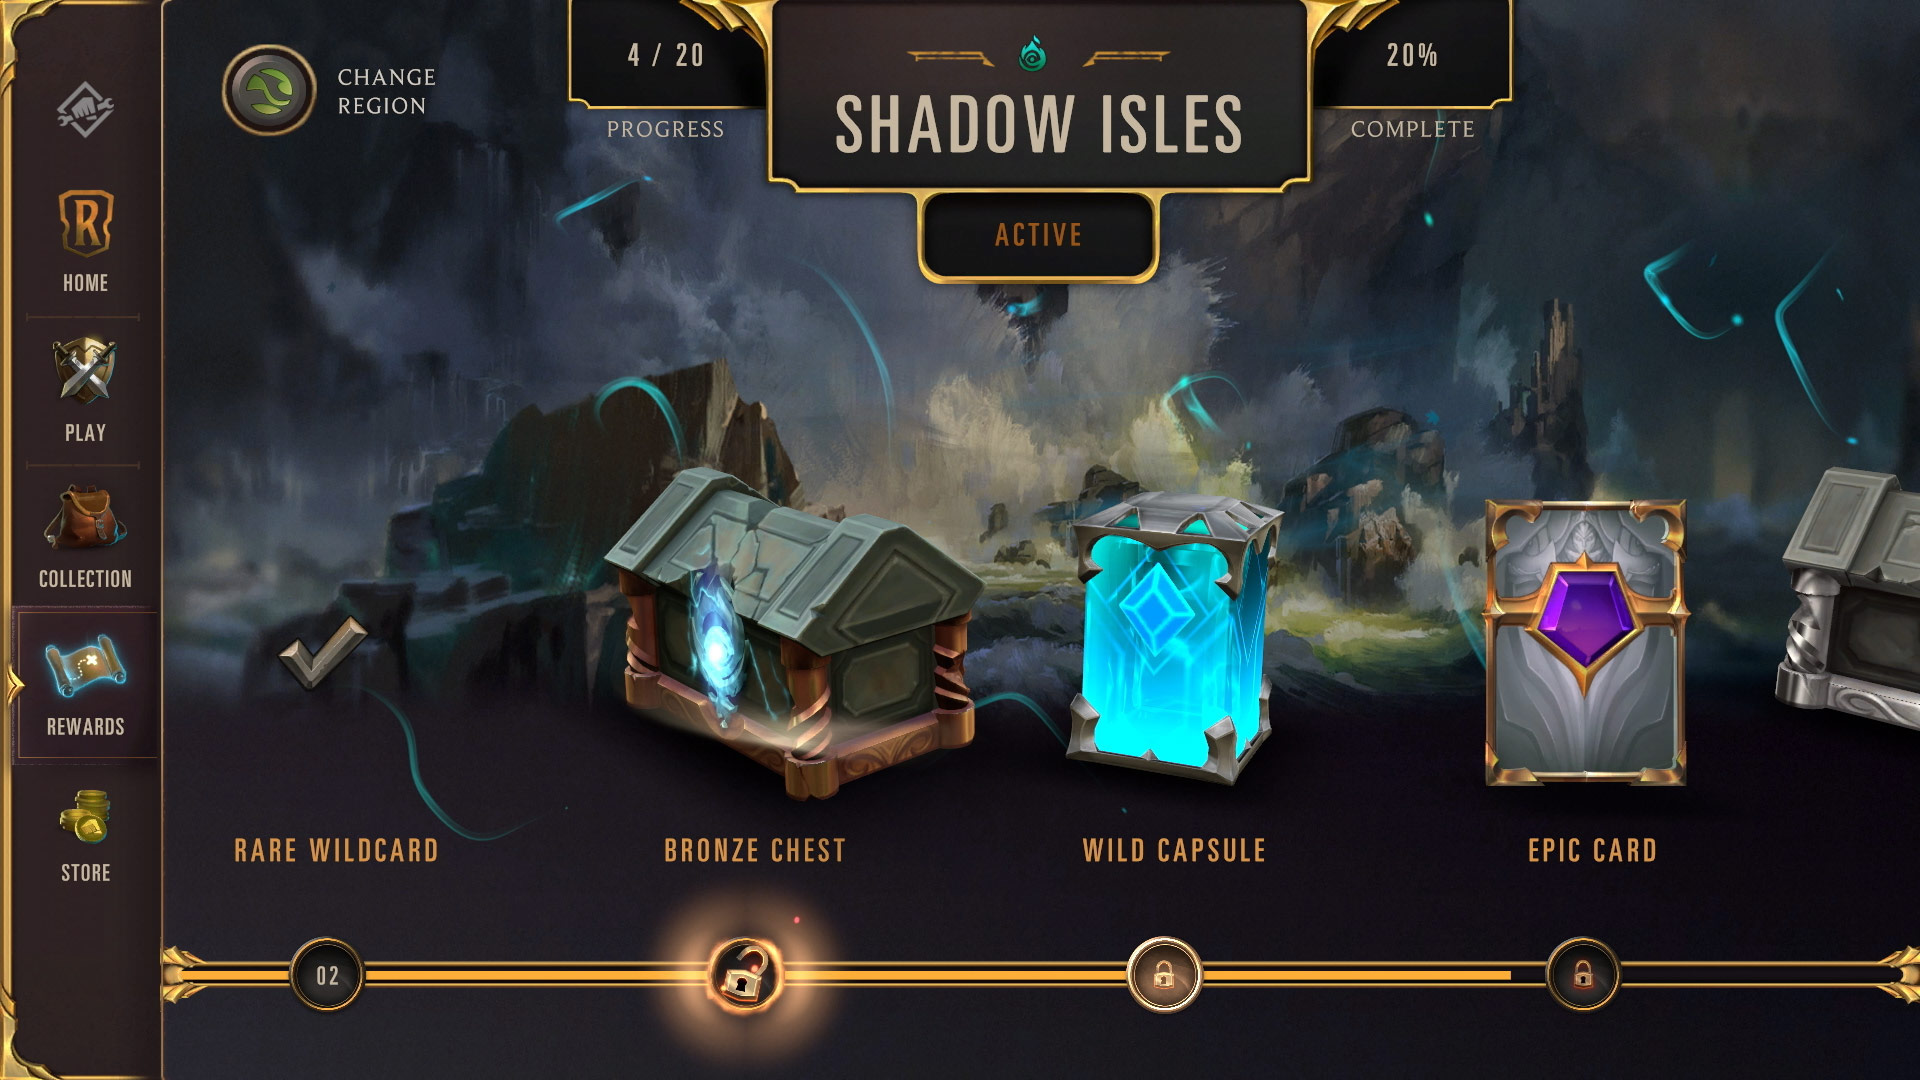 CHANGE
REGION
4 / 20
PROGRESS
SHADOW ISLES
20%
COMPLETE
ACTIVE
R
HOME
PLAY
COLLECTION
REWARDS
STORE
RARE WILDCARD
BRONZE CHEST
WILD CAPSULE
EPIC CARD
02